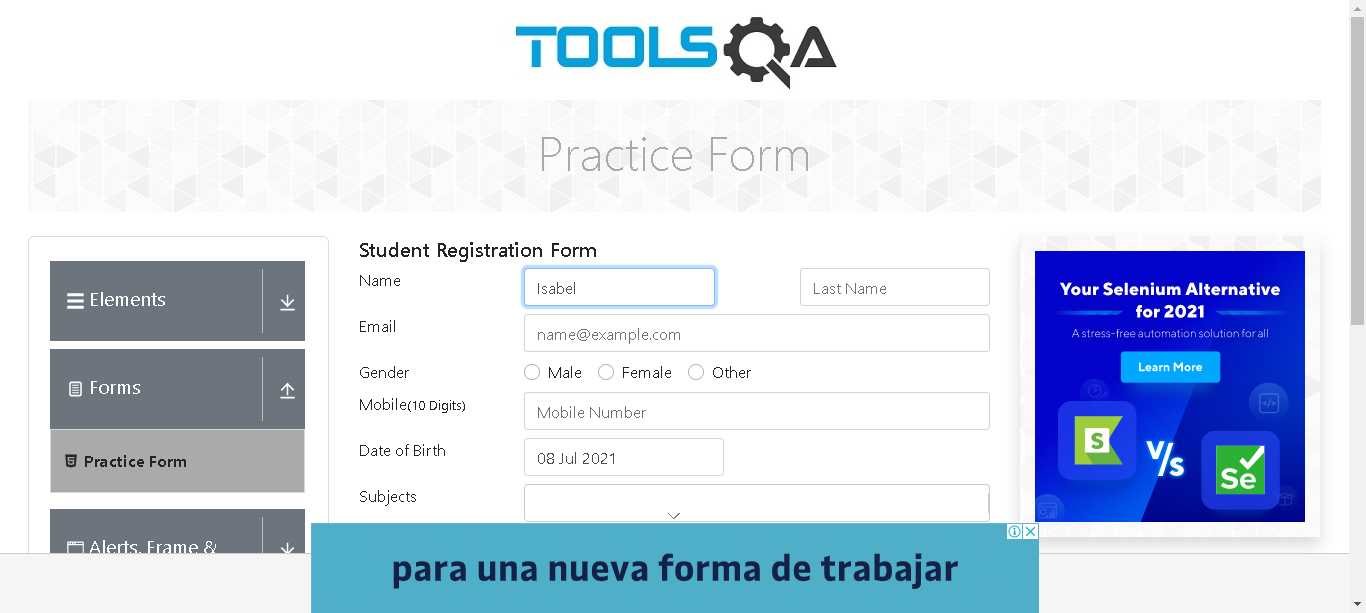 TOOLSQA
Practice Form
Elements
Forms
Practice Form
Alerts, Frame &
Student Registration Form
Name
Isabel
Last Name
Email
name@example.com
Gender
Male
Female
Other
Mobile(10 Digits)
Mobile Number
Date of Birth
08 Jul 2021
Subjects
Your Selenium Alternative
for 2021
A stress-free automation solution for all
Learn More
S
V/s
Se
para una nueva forma de trabajar